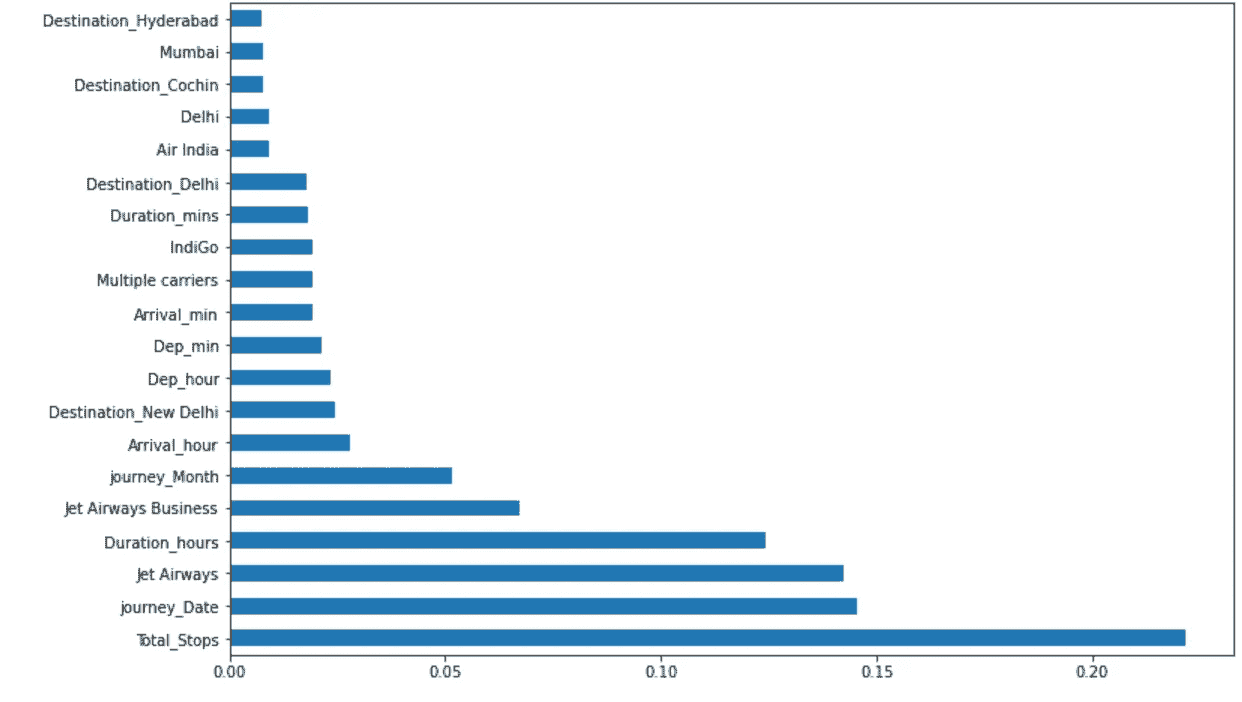 Destination_Hyderabad
Mumbai
Destination_Cochin
Delhi
Air India
Destination_Delhi
Duration_mins
IndiGo
Multiple carriers
Arrival_min
Dep_min
Dep_hour
Destination_New Delhi
Arrival_hour
journey_Month
Jet Airways Business
Duration_hours
Jet Airways
journey_Date
Total_Stops
0.00 0.05 0.10 0.15 0.20